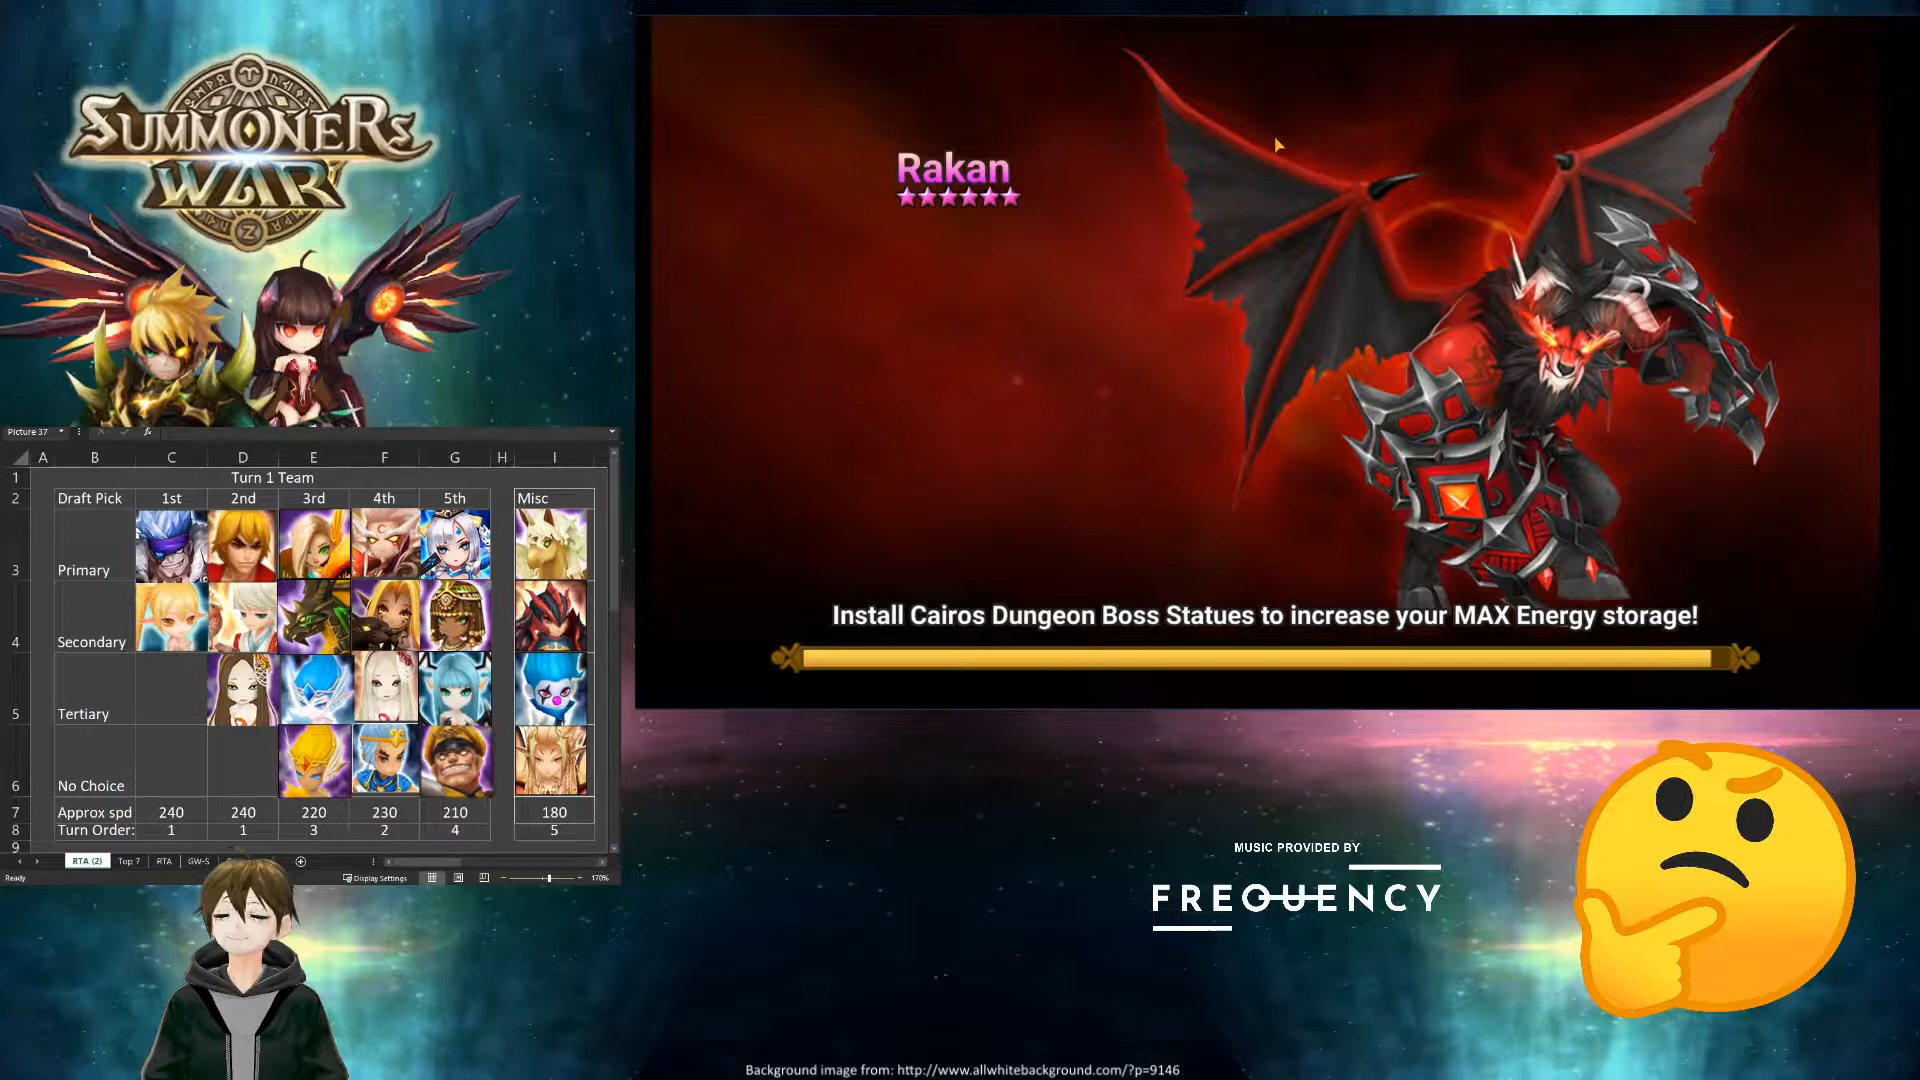 SUMMONERS
WAR
Rakan
Install Cairos Dungeon Boss Statues to increase your MAX Energy storage!
Picture 37
fx
A B C D E F G H I
1 Turn 1 Team
2 Draft Pick 1st 2nd 3rd 4th 5th Misc
3 Primary
4 Secondary
5 Tertiary
6 No Choice
7 Approx spd 240 240 220 230 210 180
8 Turn Order: 1 1 3 2 4 5
9
RTA (2) Top 7 RTA GW-S
Ready Display Settings 170%
MUSIC PROVIDED BY
FREQUENCY
Background image from: http://www.allwhitebackground.com/?p=9146